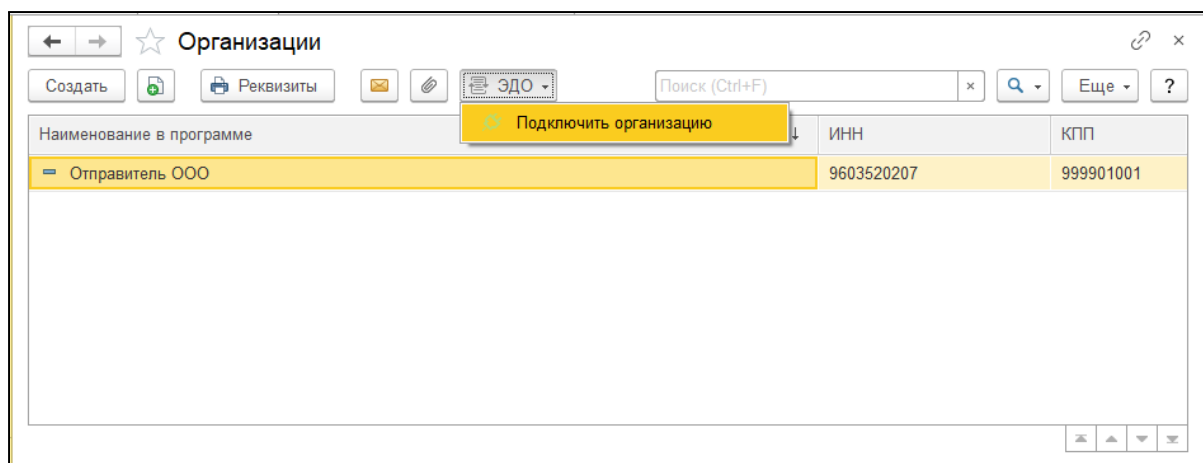 Организации
Создать Реквизиты ЭДО Поиск (Ctrl+F) Еще ?
Подключить организацию
Наименование в программе ИНН КПП
Отправитель ООО 9603520207 999901001